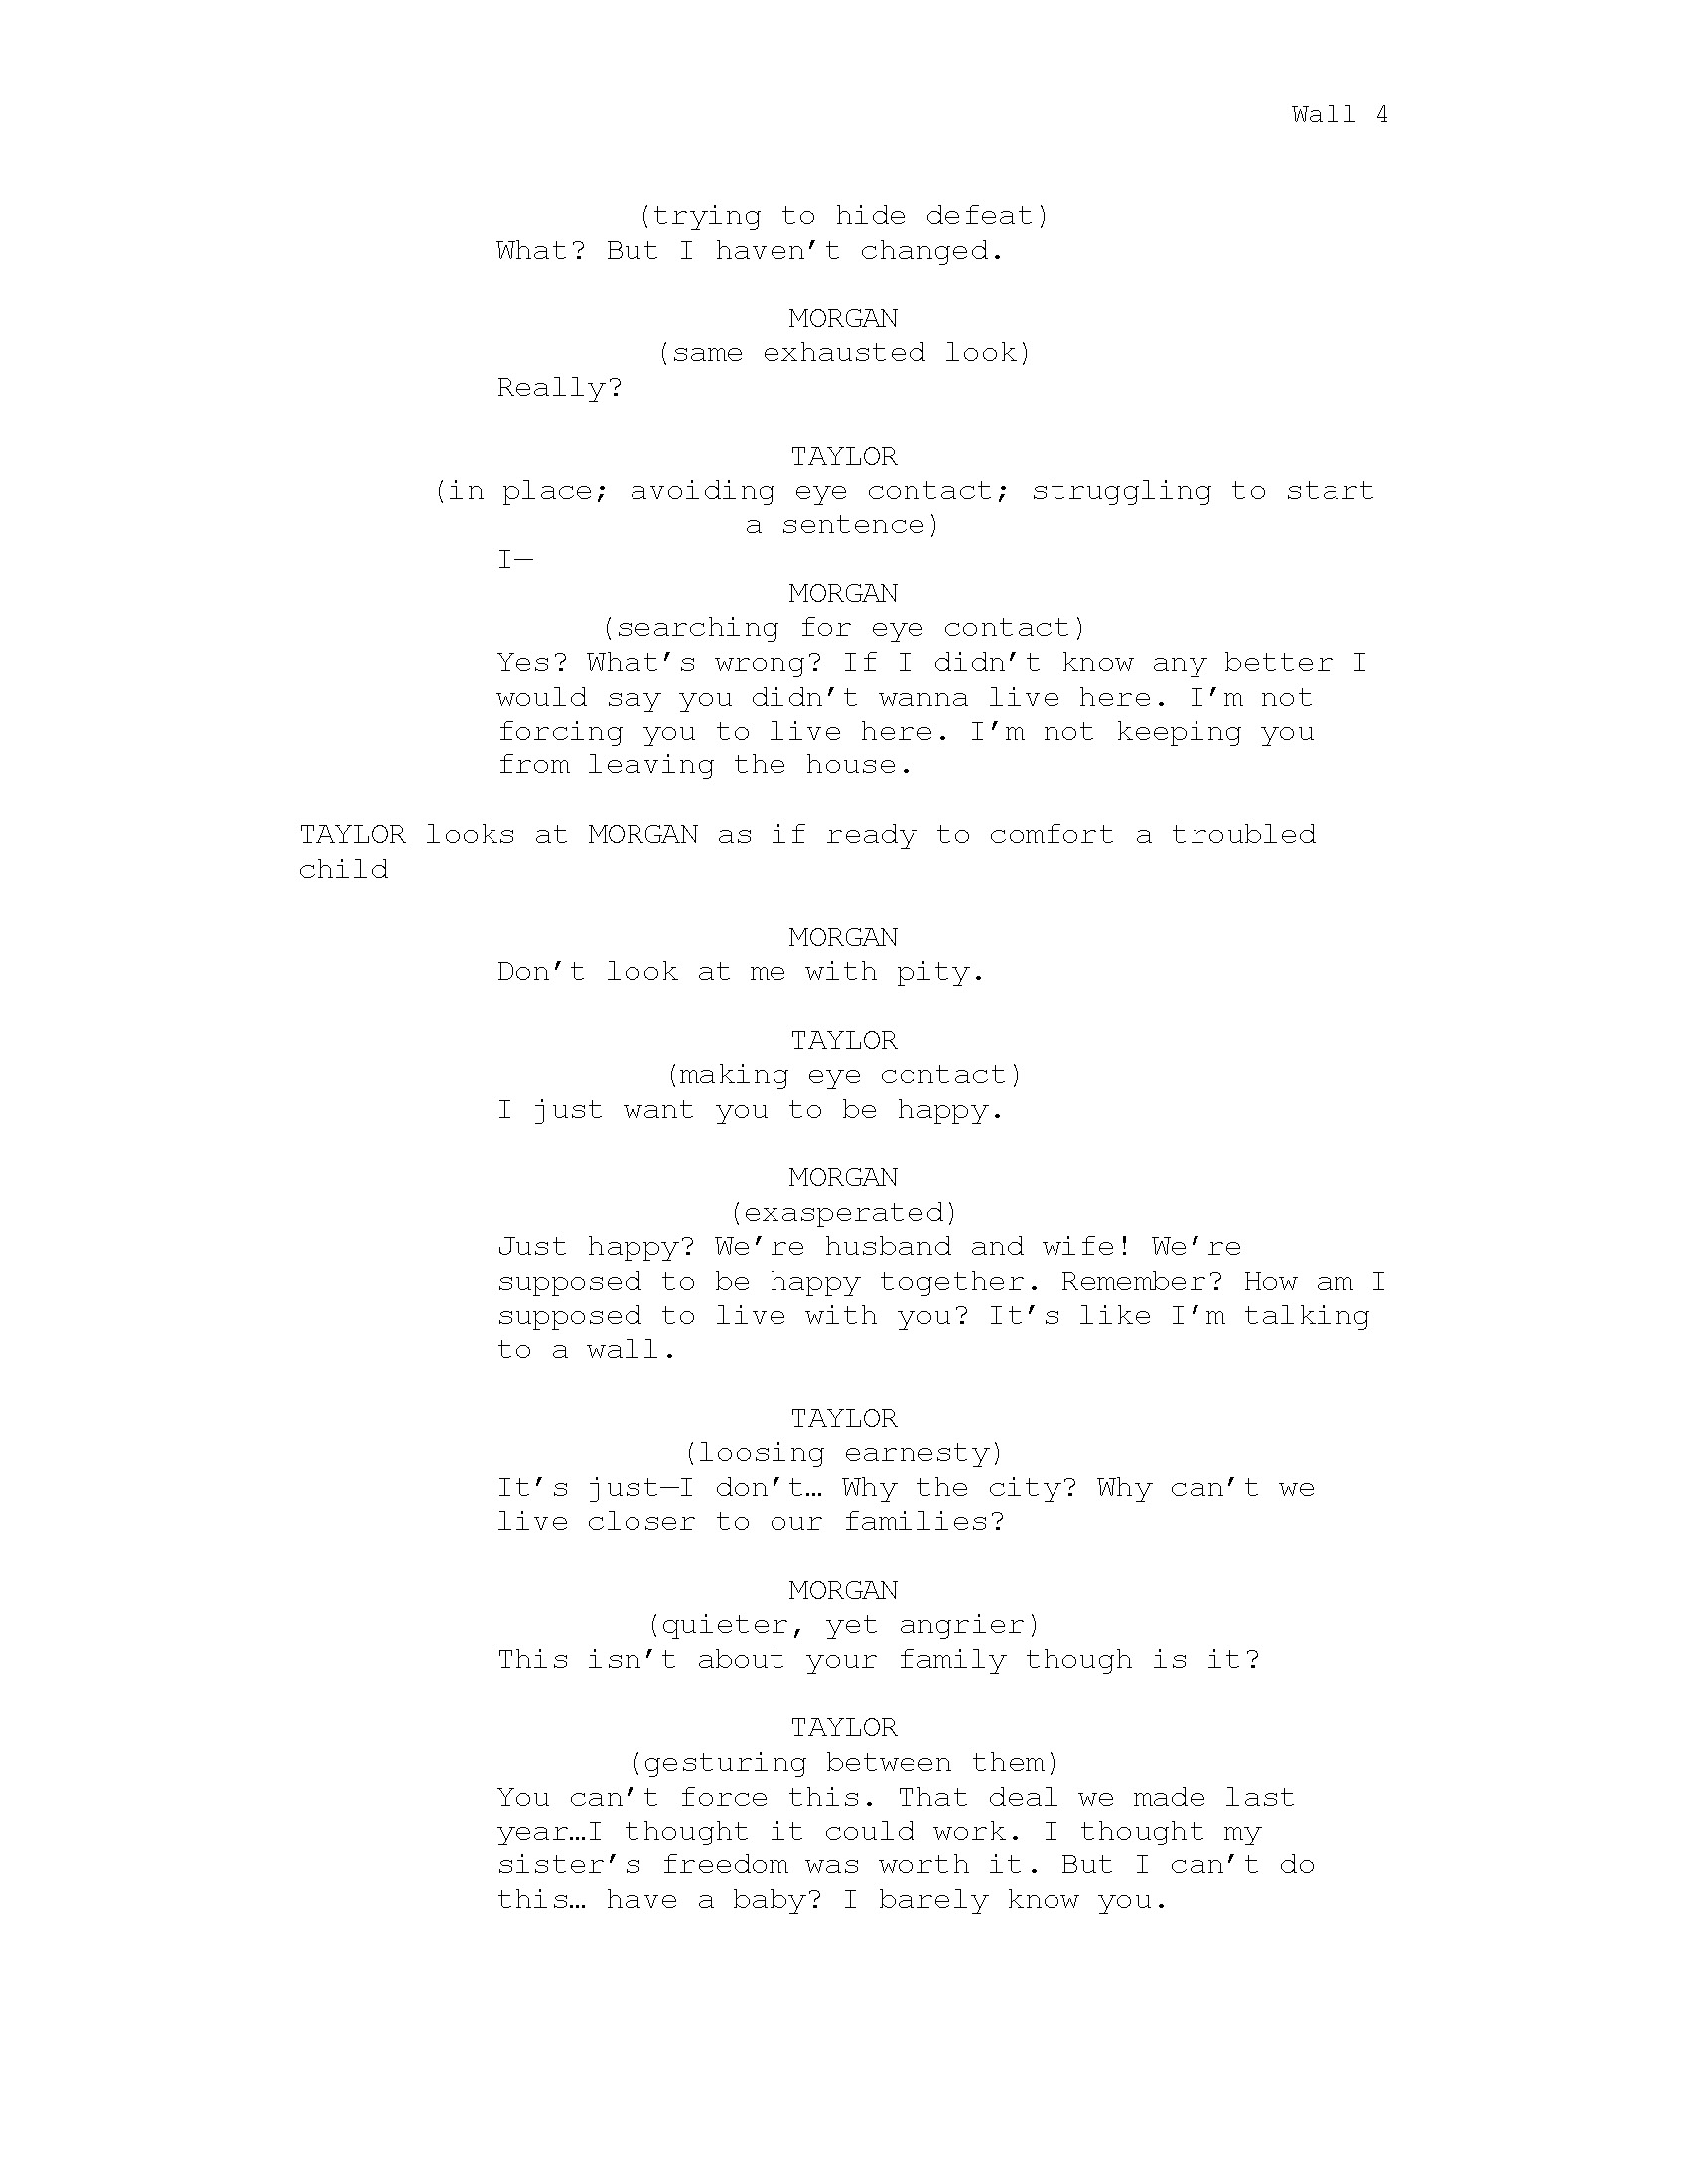 Wall 4
(trying to hide defeat)
What? But I haven’t changed.
MORGAN
(same exhausted look)
Really?
TAYLOR
(in place; avoiding eye contact; struggling to start
a sentence)
I—
MORGAN
(searching for eye contact)
Yes? What’s wrong? If I didn’t know any better I
would say you didn’t wanna live here. I’m not
forcing you to live here. I’m not keeping you
from leaving the house.
TAYLOR looks at MORGAN as if ready to comfort a troubled
child
MORGAN
Don’t look at me with pity.
TAYLOR
(making eye contact)
I just want you to be happy.
MORGAN
(exasperated)
Just happy? We’re husband and wife! We’re
supposed to be happy together. Remember? How am I
supposed to live with you? It’s like I’m talking
to a wall.
TAYLOR
(loosing earnesty)
It’s just—I don’t… Why the city? Why can’t we
live closer to our families?
MORGAN
(quieter, yet angrier)
This isn’t about your family though is it?
TAYLOR
(gesturing between them)
You can’t force this. That deal we made last
year…I thought it could work. I thought my
sister’s freedom was worth it. But I can’t do
this… have a baby? I barely know you.